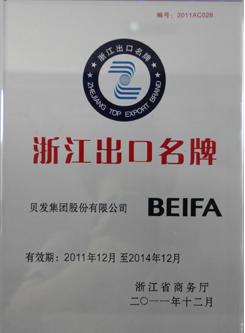 编号：2011AC028
浙江出口名牌
ZHEJIANG TOP EXPORT BRAND
浙江出口名牌
贝发集团股份有限公司 BEIFA
有效期：2011年12月 至2014年12月
浙江省商务厅
二〇一一年十二月